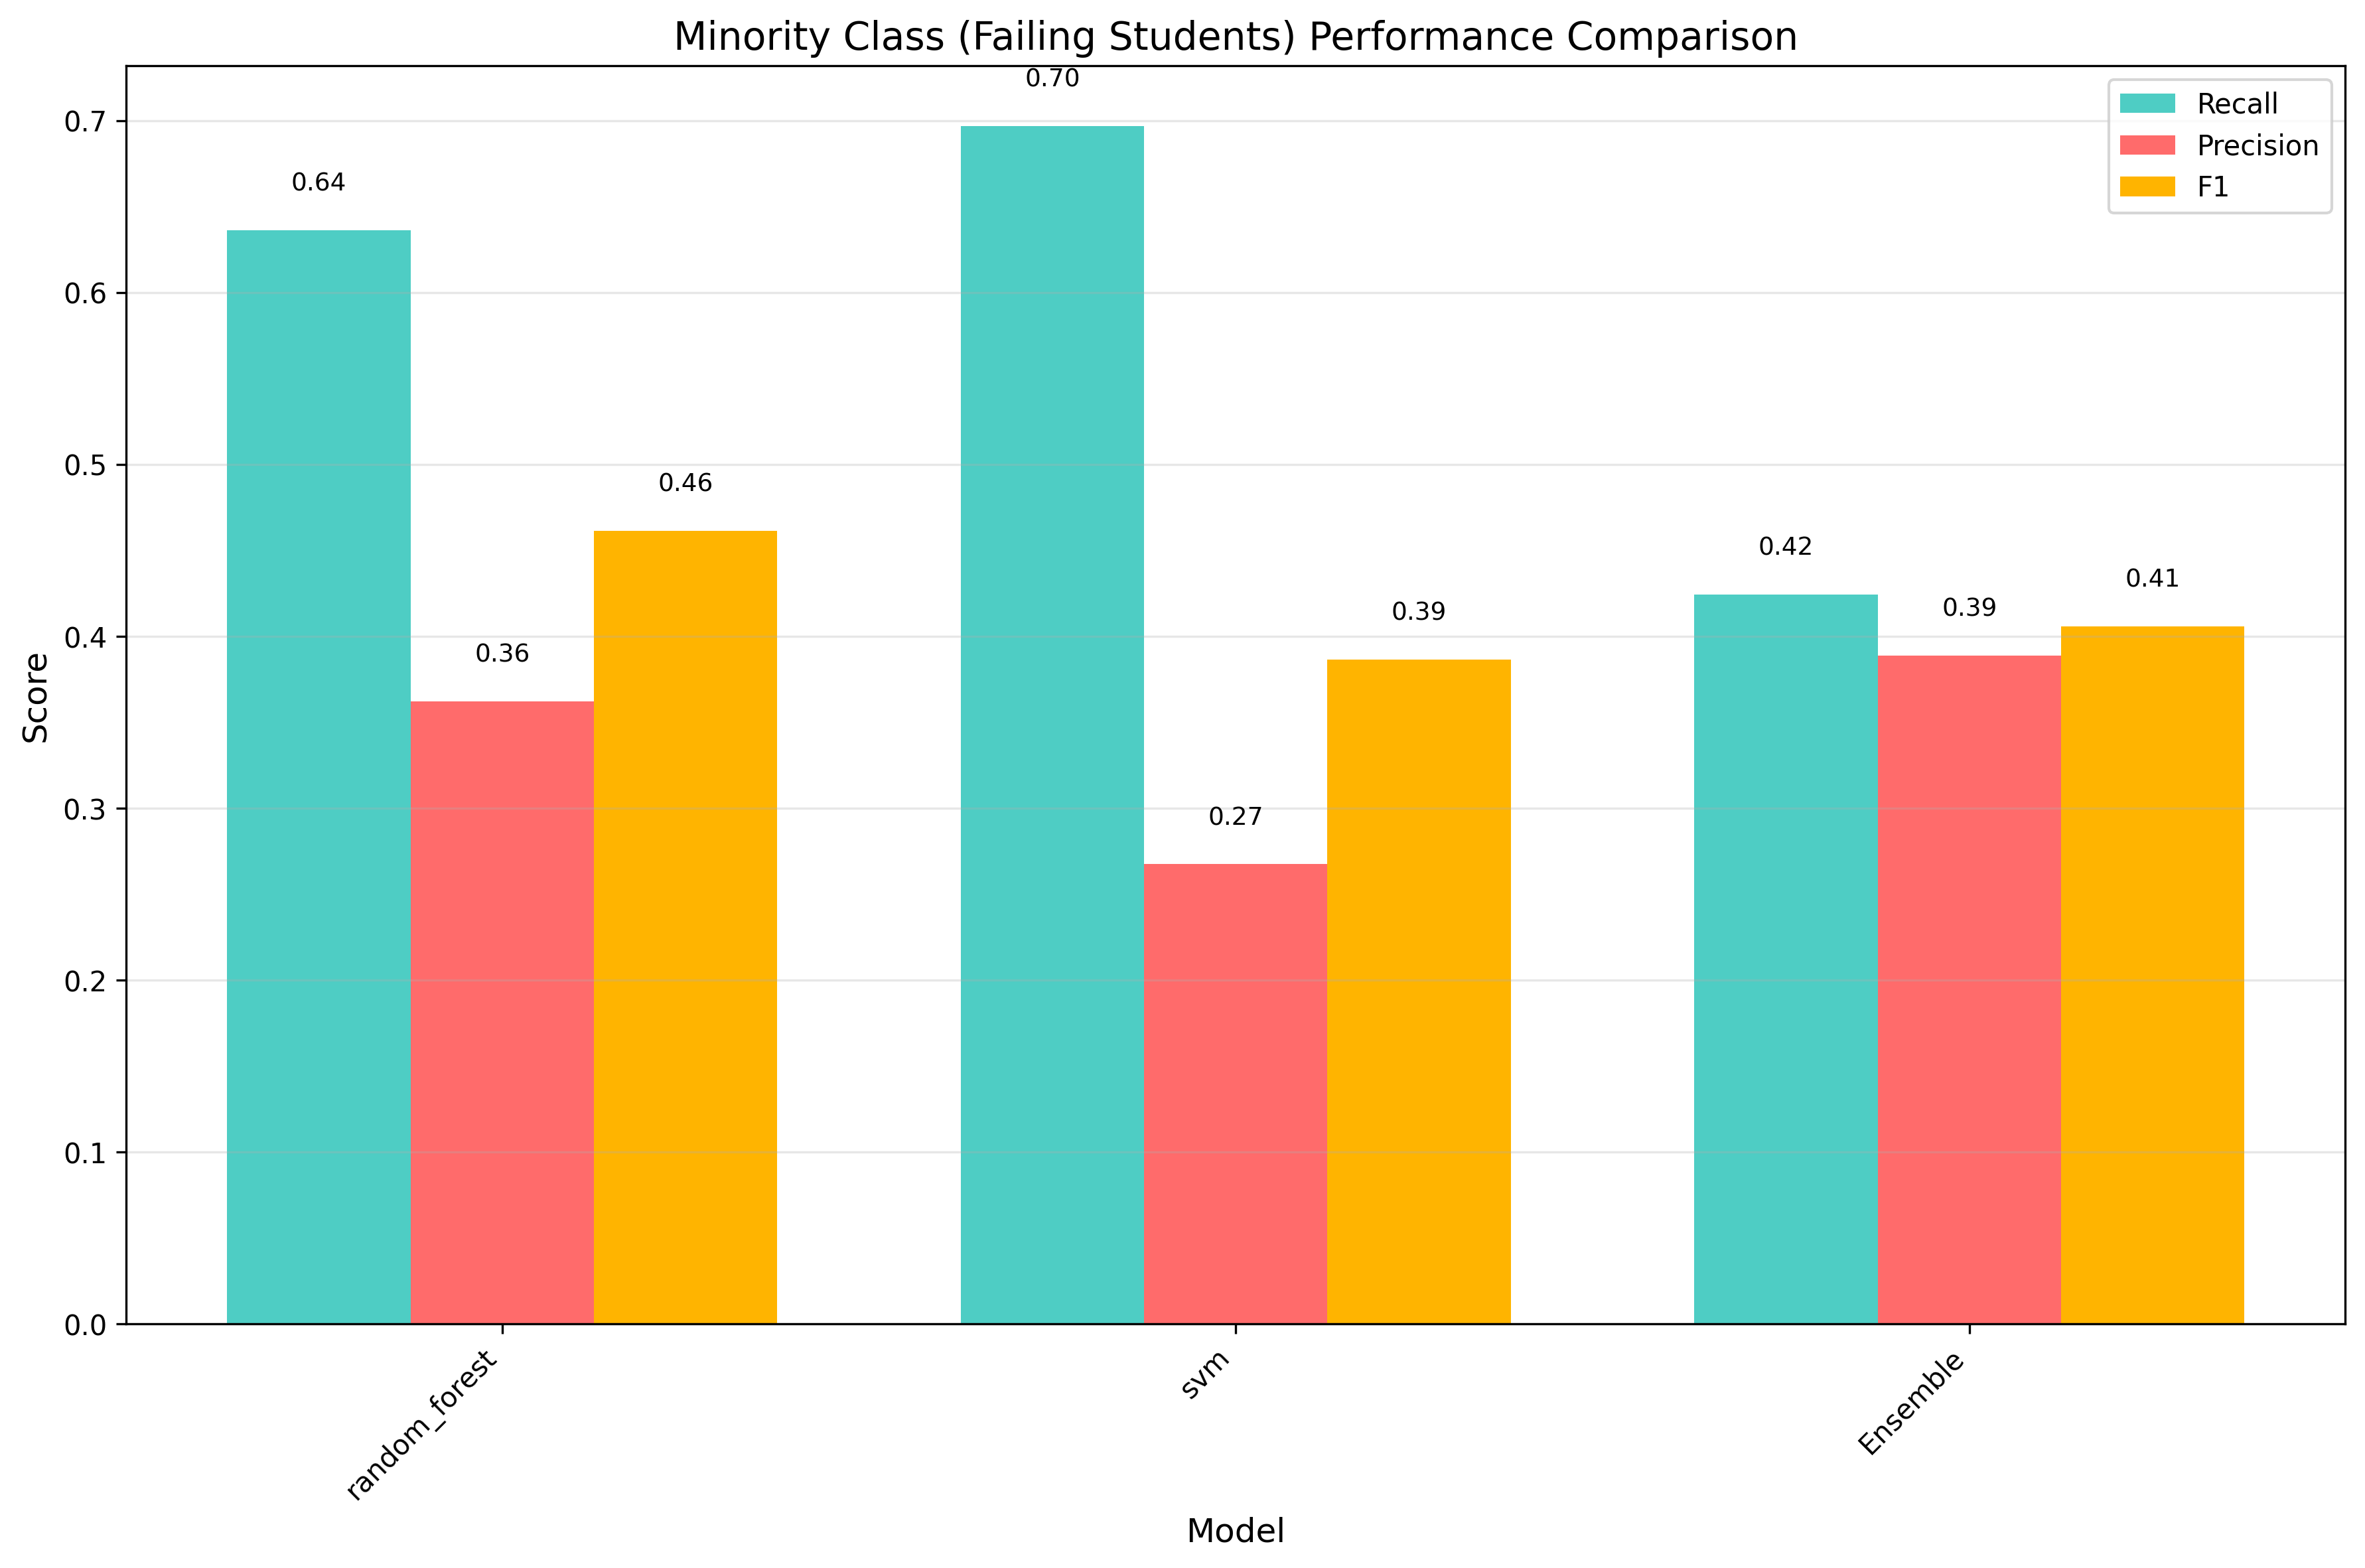 Minority Class (Failing Students) Performance Comparison
Recall
Precision
F1
0.70
0.64
0.46
0.42
0.41
0.39
0.39
0.36
0.27
Score
0.7
0.6
0.5
0.4
0.3
0.2
0.1
0.0
random_forest
svm
Ensemble
Model